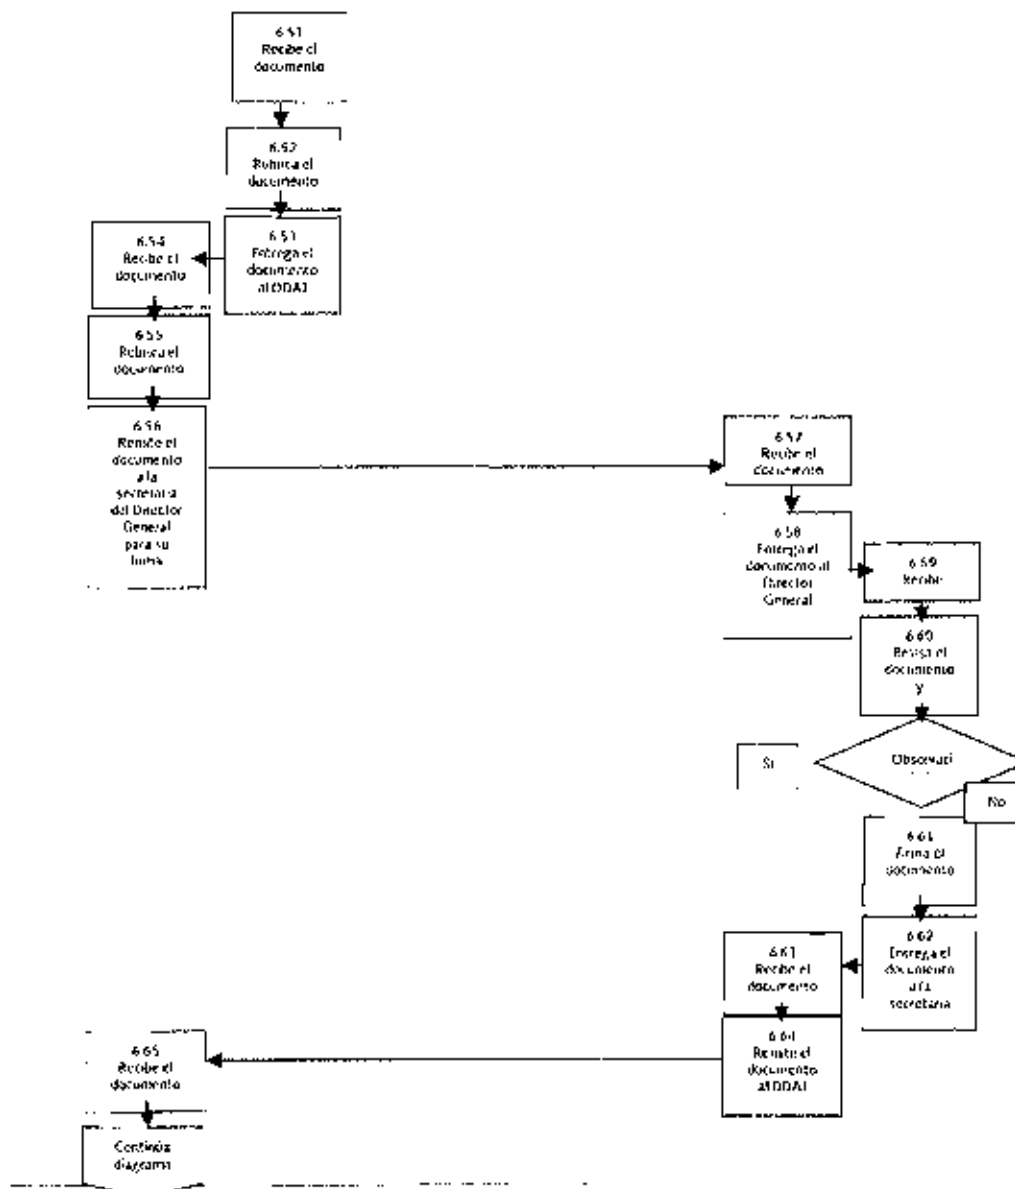 6.51
Recibe el
documento
6.52
Rubrica el
documento
6.53
Entrega el
documento
al DDAI
6.54
Recibe el
documento
6.55
Rubrica el
documento
6.56
Remite el
documento
a la
secretaria
del Director
General
para su
firma
6.57
Recibe el
documento
6.58
Entrega el
documento al
Director
General
6.59
Recibe
6.60
Revisa el
documento
y
Observaci
Si
No
6.61
Firma el
documento
6.62
Entrega el
documento
a la
secretaria
6.63
Recibe el
documento
6.64
Remite el
documento
al DDAI
6.65
Recibe el
documento
Continúa
diagrama